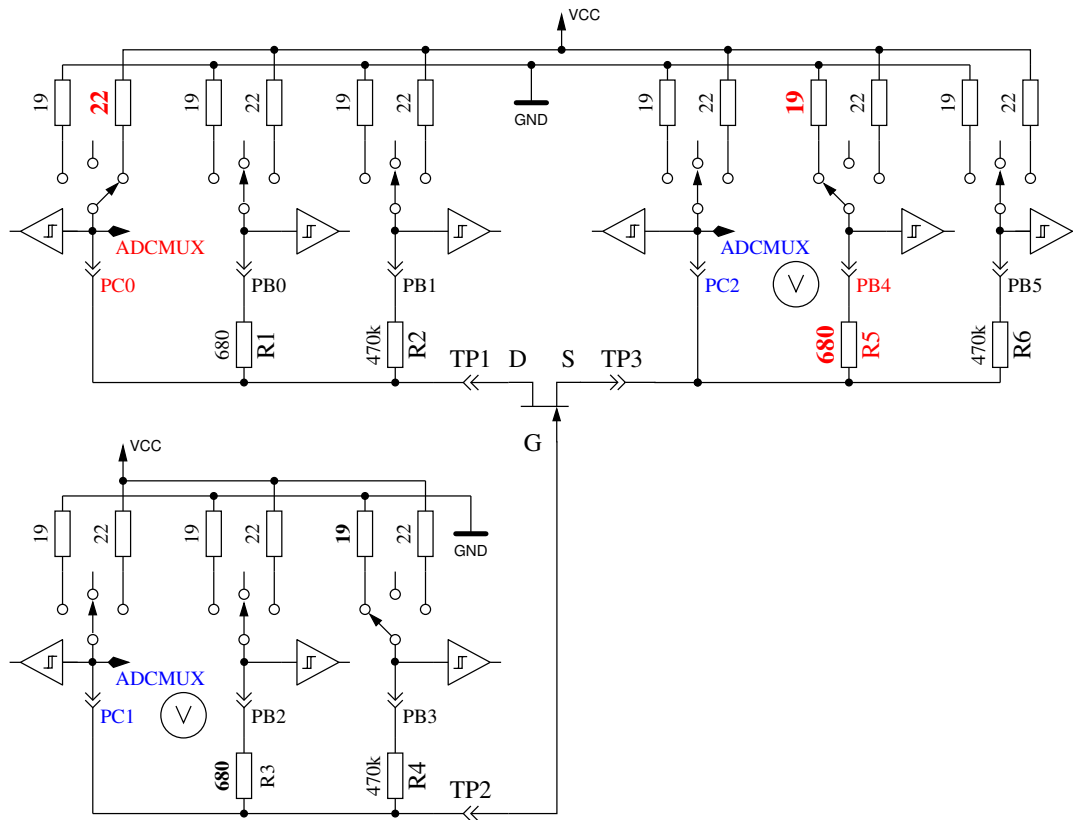 VCC
19
22
19
22
19
22
GND
19
22
19
22
19
22
ADCMUX
ADCMUX
PC0
PB0
PB1
PC2
V
PB4
PB5
680
R1
470k
R2
680
R5
470k
R6
TP1
D
S
TP3
G
VCC
19
22
19
22
19
22
GND
ADCMUX
PC1
V
PB2
PB3
680
R3
470k
R4
TP2